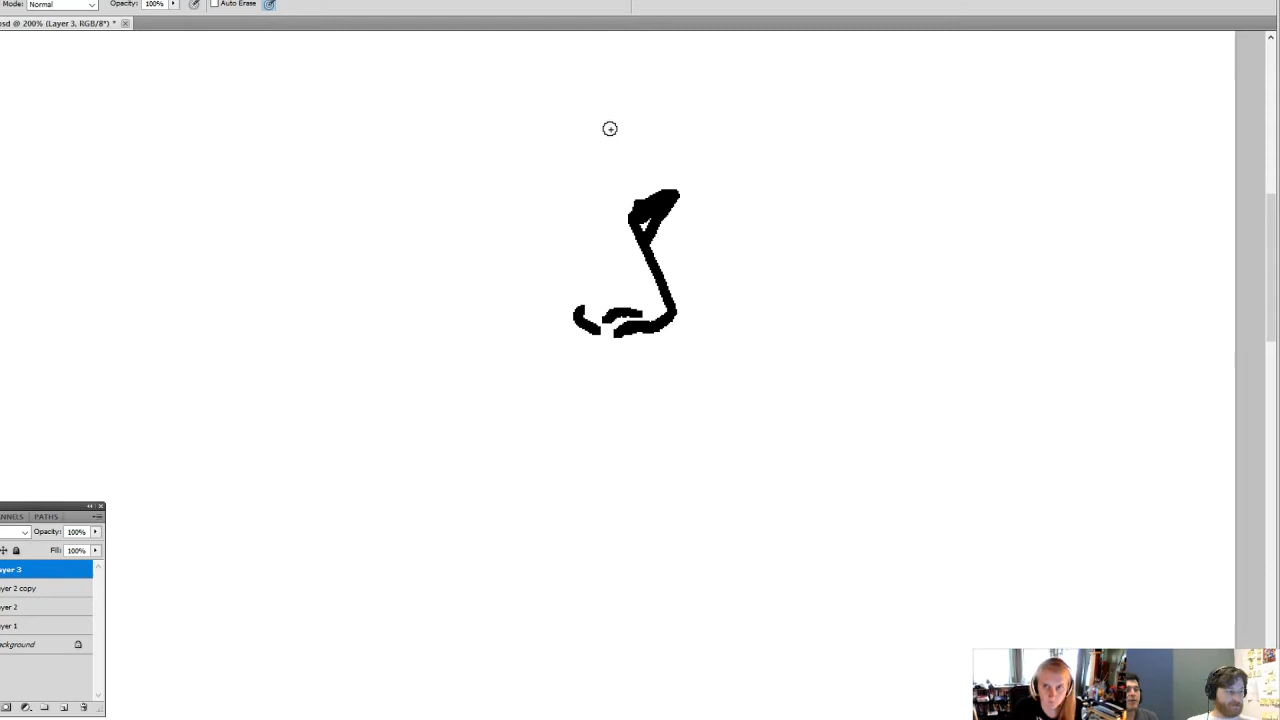 Mode: Normal Opacity: 100% Auto Erase
psd @ 200% (Layer 3, RGB/8*) *
NNELS PATHS
Opacity: 100%
Fill: 100%
ayer 3
ayer 2 copy
ayer 2
ayer 1
ackground